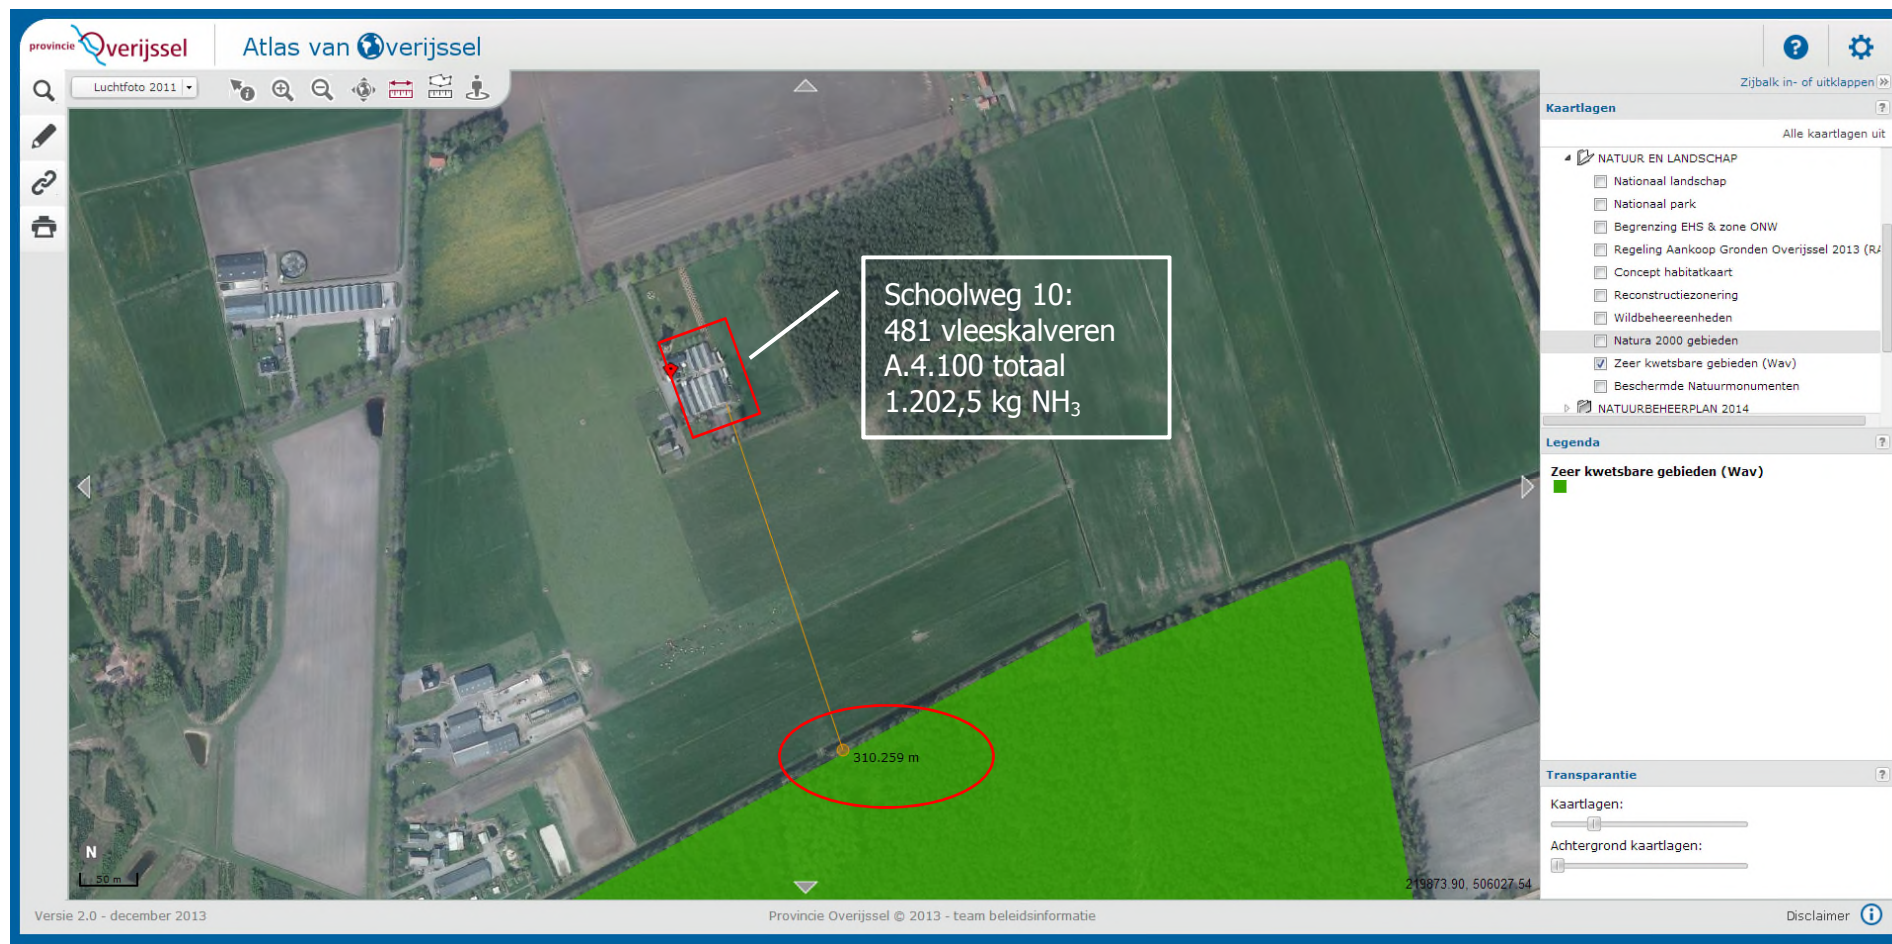 provincie Overijssel
Atlas van Overijssel
Luchtfoto 2011
Zijbalk in- of uitklappen
Kaartlagen
Alle kaartlagen uit
NATUUR EN LANDSCHAP
Nationaal landschap
Nationaal park
Begrenzing EHS & zone ONW
Regeling Aankoop Gronden Overijssel 2013 (RA
Concept habitatkaart
Reconstructiezonering
Wildbeheereenheden
Natura 2000 gebieden
Zeer kwetsbare gebieden (Wav)
Beschermde Natuurmonumenten
NATUURBEHEERPLAN 2014
Legenda
Zeer kwetsbare gebieden (Wav)
Schoolweg 10:
481 vleeskalveren
A.4.100 totaal
1.202,5 kg NH₃
310.259 m
N
50 m
219873.90, 506027.54
Transparantie
Kaartlagen:
Achtergrond kaartlagen:
Versie 2.0 - december 2013
Provincie Overijssel © 2013 - team beleidsinformatie
Disclaimer